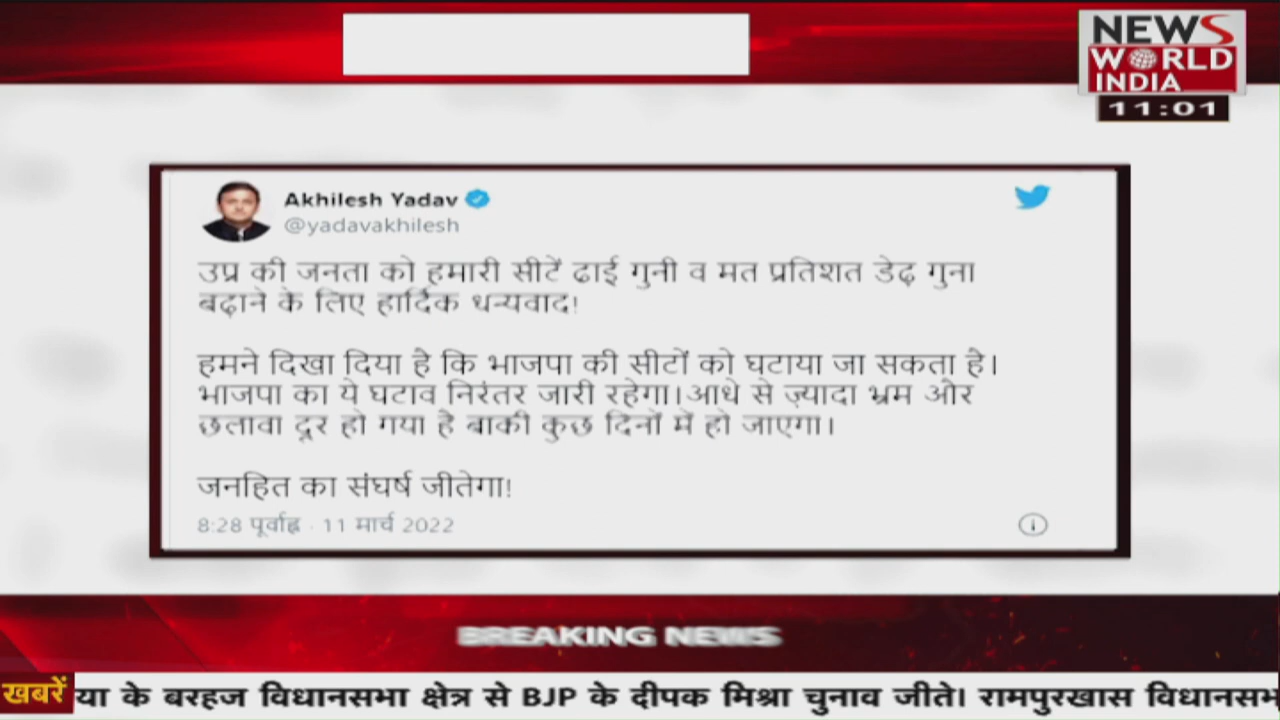 NEWS
WORLD
INDIA
11:01
Akhilesh Yadav
@yadavakhilesh
उप्र की जनता को हमारी सीटें ढाई गुनी व मत प्रतिशत डेढ़ गुना
बढ़ाने के लिए हार्दिक धन्यवाद!
हमने दिखा दिया है कि भाजपा की सीटों को घटाया जा सकता है।
भाजपा का ये घटाव निरंतर जारी रहेगा।आधे से ज़्यादा भ्रम और
छलावा दूर हो गया है बाकी कुछ दिनों में हो जाएगा।
जनहित का संघर्ष जीतेगा!
8:28 पूर्वाह्न · 11 मार्च 2022
BREAKING NEWS
खबरें या के बरहज विधानसभा क्षेत्र से BJP के दीपक मिश्रा चुनाव जीते। रामपुरखास विधानसभ